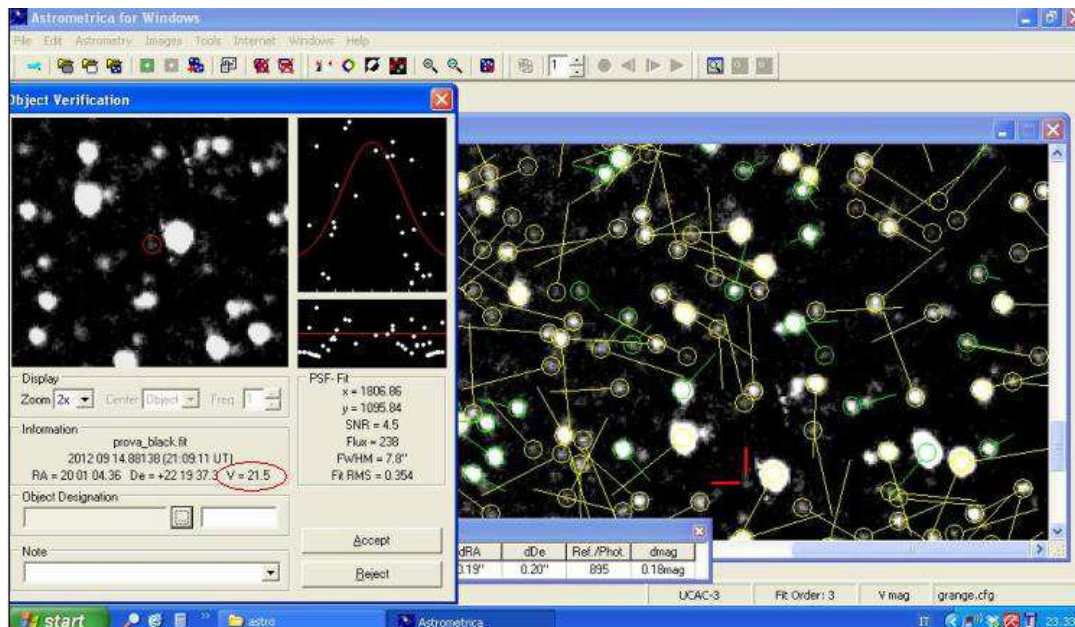 Astrometrica for Windows
File Edit Astrometry Images Tools Internet Windows Help
1
Object Verification
Display
Zoom 2x Center Object Freq. 1
Information
prova_black.fit
2012 09 14.88138 (21:09:11 UT)
RA = 20 01 04.36 De = +22 19 37.3 V = 21.5
Object Designation
Note
PSF-Fit
x = 1806.86
y = 1095.84
SNR = 4.5
Flux = 238
FWHM = 7.8"
Fit RMS = 0.354
Accept
Reject
dRA dDe Ref./Phot. dmag
0.19" 0.20" 895 0.18mag
UCAC-3 Fit Order: 3 V mag grange.cfg
start astro Astrometrica IT 23.33